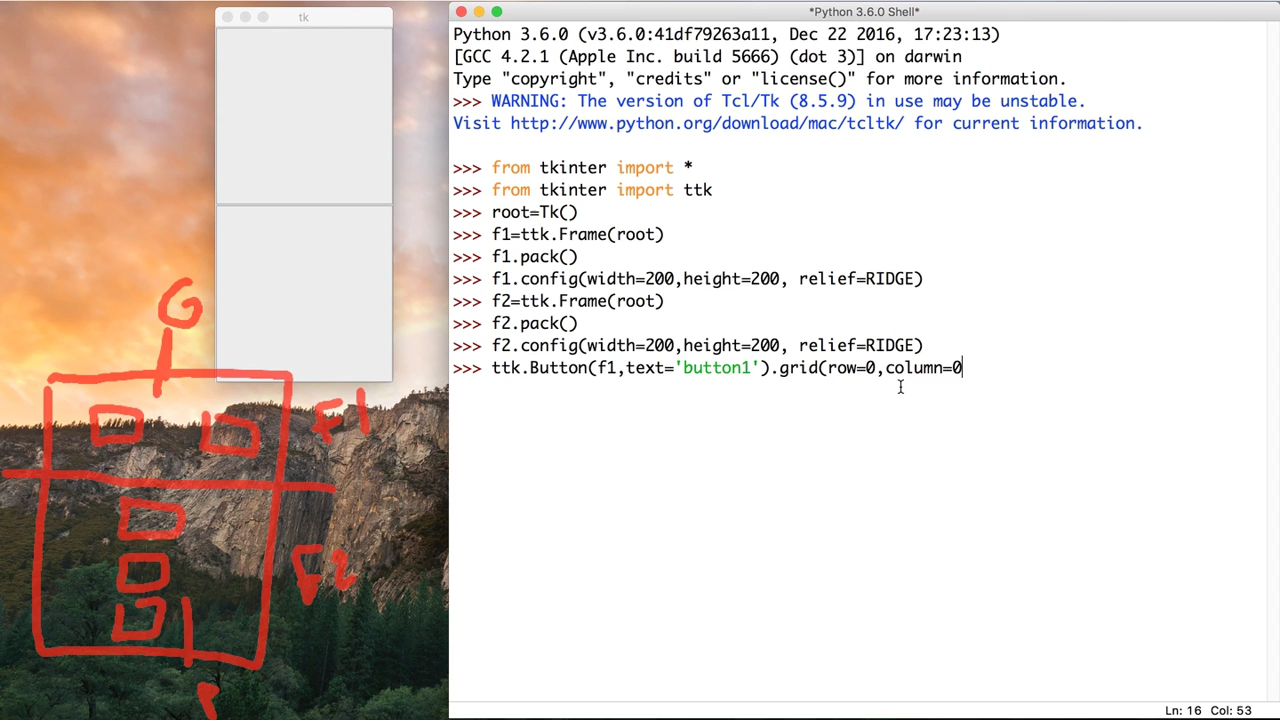 tk
*Python 3.6.0 Shell*
Python 3.6.0 (v3.6.0:41df79263a11, Dec 22 2016, 17:23:13)
[GCC 4.2.1 (Apple Inc. build 5666) (dot 3)] on darwin
Type "copyright", "credits" or "license()" for more information.
>>> WARNING: The version of Tcl/Tk (8.5.9) in use may be unstable.
Visit http://www.python.org/download/mac/tcltk/ for current information.
>>> from tkinter import *
>>> from tkinter import ttk
>>> root=Tk()
>>> f1=ttk.Frame(root)
>>> f1.pack()
>>> f1.config(width=200,height=200, relief=RIDGE)
>>> f2=ttk.Frame(root)
>>> f2.pack()
>>> f2.config(width=200,height=200, relief=RIDGE)
>>> ttk.Button(f1,text='button1').grid(row=0,column=0
G
F1
F2
P
Ln: 16 Col: 53